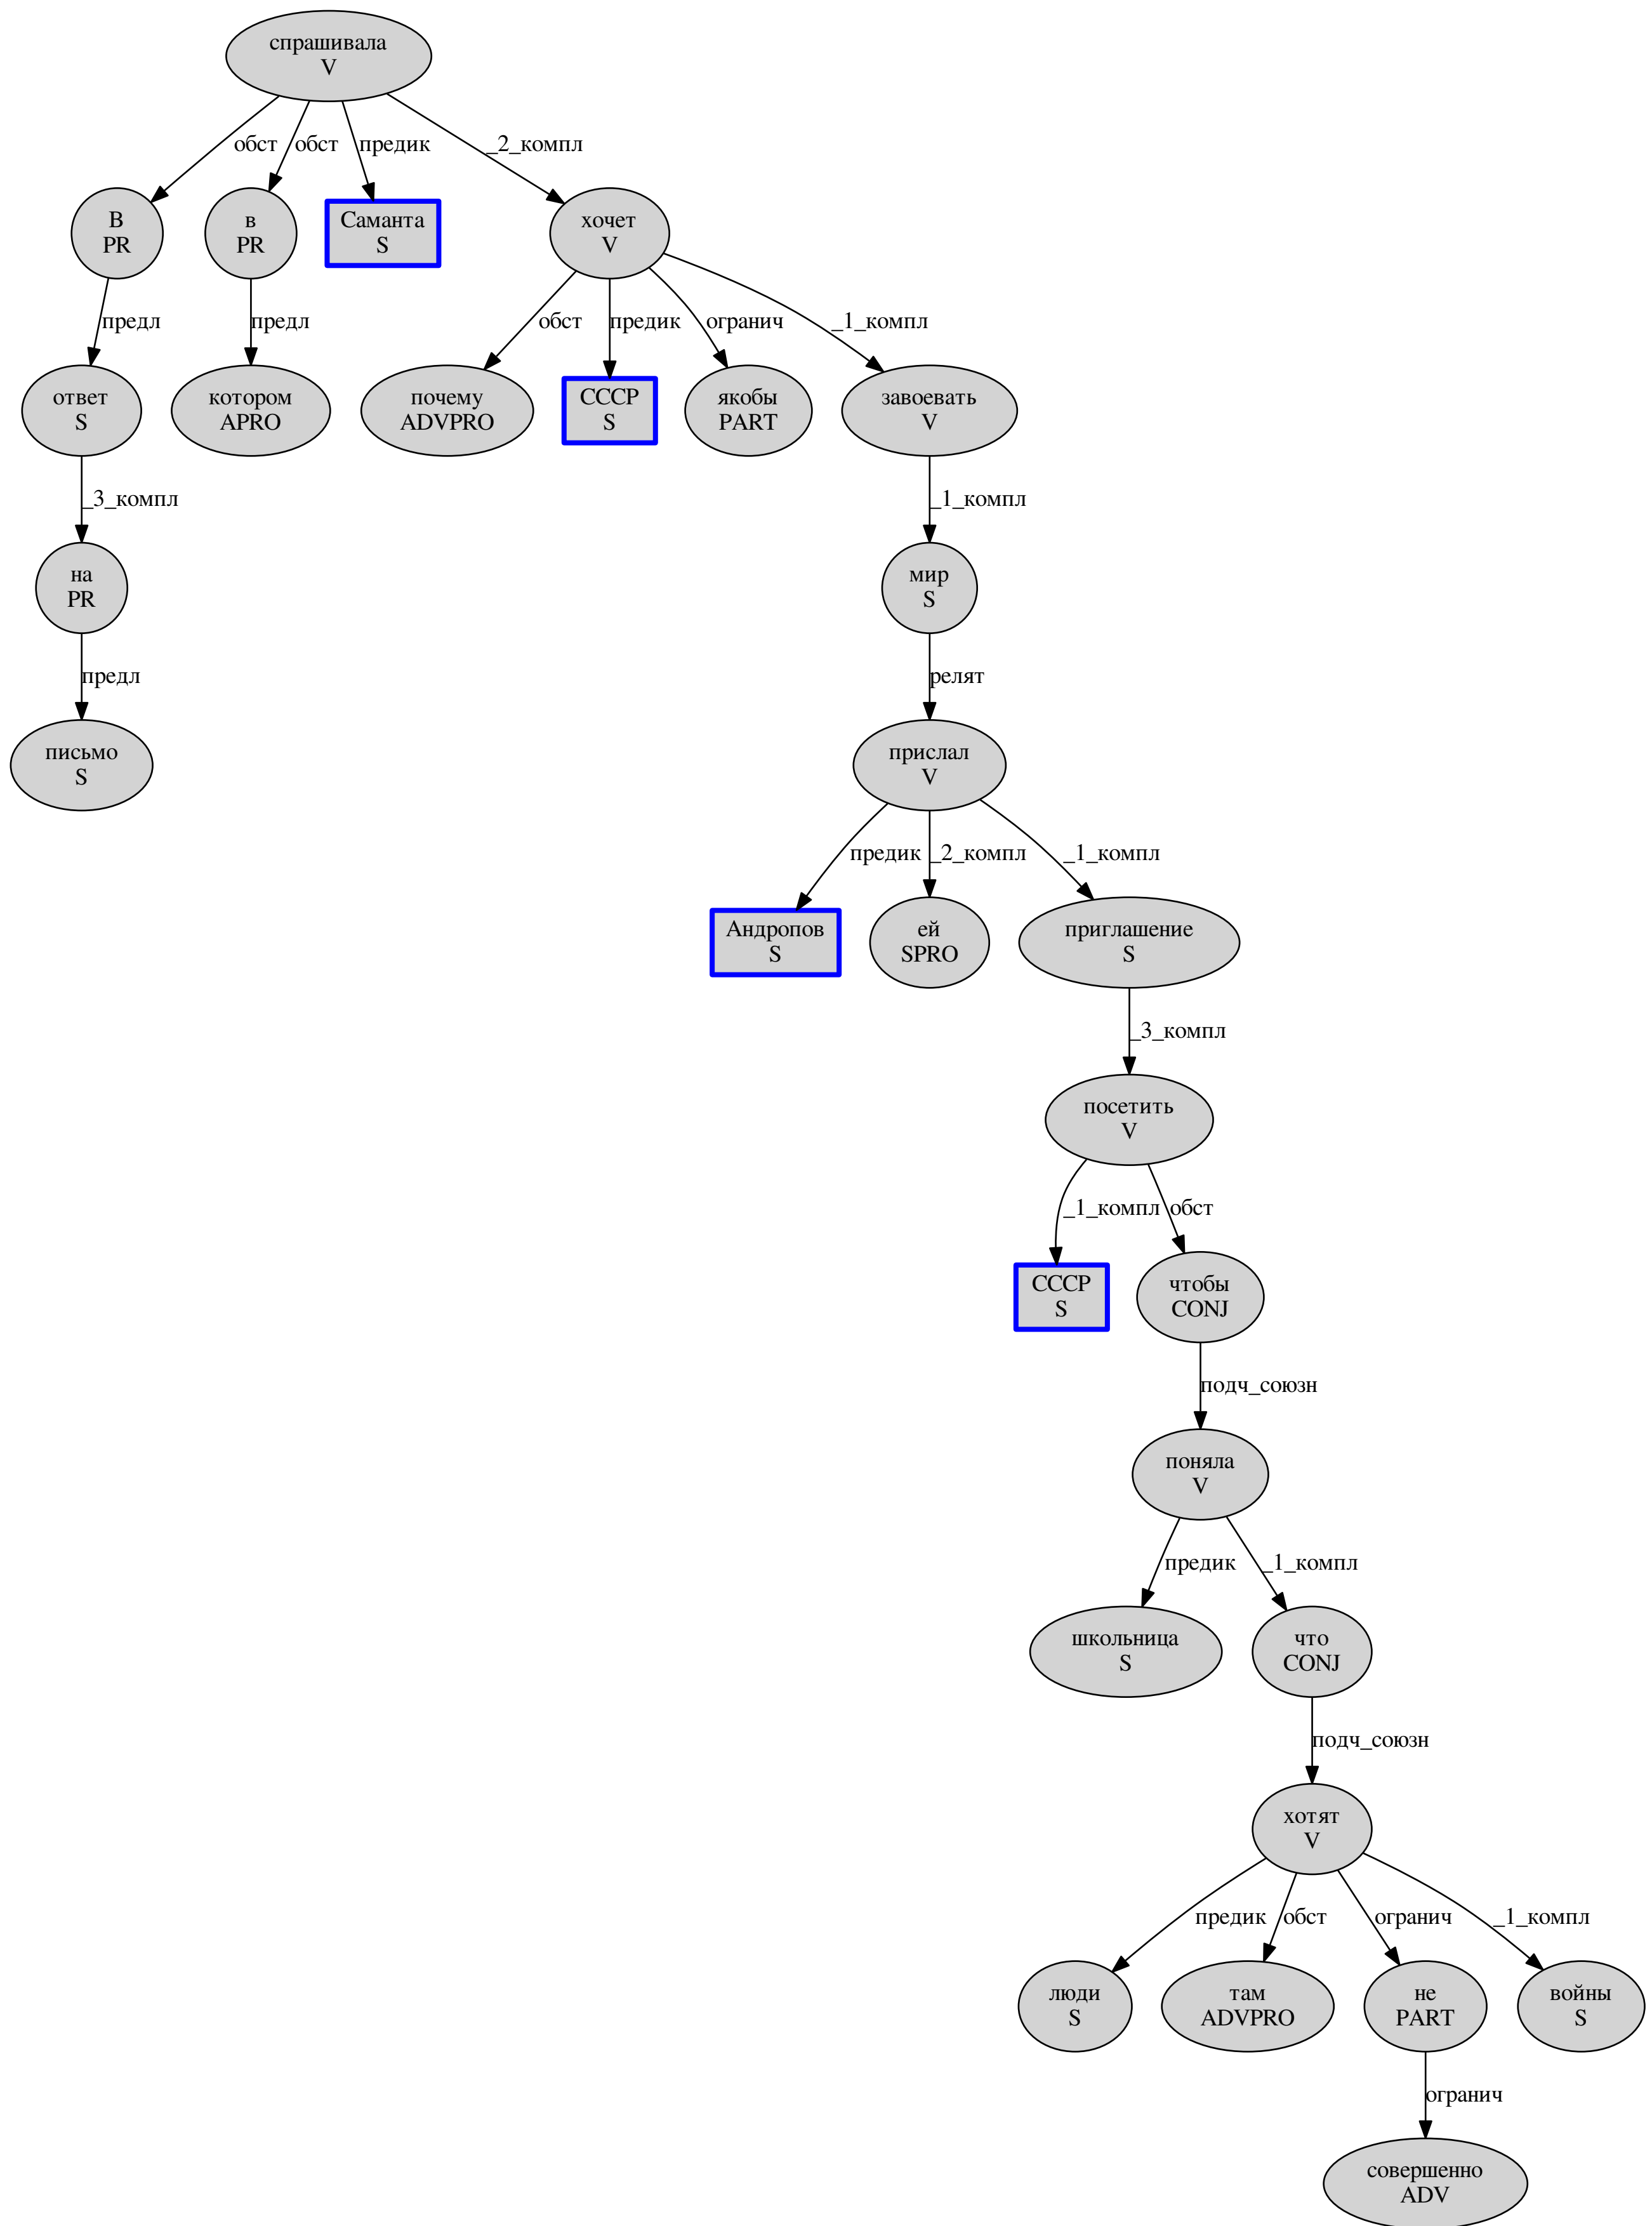 спрашивала
V
обст
обст
предик
_2_компл
В
PR
в
PR
Саманта
S
хочет
V
предл
предл
обст
предик
огранич
_1_компл
ответ
S
котором
APRO
почему
ADVPRO
СССР
S
якобы
PART
завоевать
V
_3_компл
_1_компл
на
PR
мир
S
предл
релят
письмо
S
прислал
V
предик
_2_компл
_1_компл
Андропов
S
ей
SPRO
приглашение
S
_3_компл
посетить
V
_1_компл
обст
СССР
S
чтобы
CONJ
подч_союзн
поняла
V
предик
_1_компл
школьница
S
что
CONJ
подч_союзн
хотят
V
предик
обст
огранич
_1_компл
люди
S
там
ADVPRO
не
PART
войны
S
огранич
совершенно
ADV